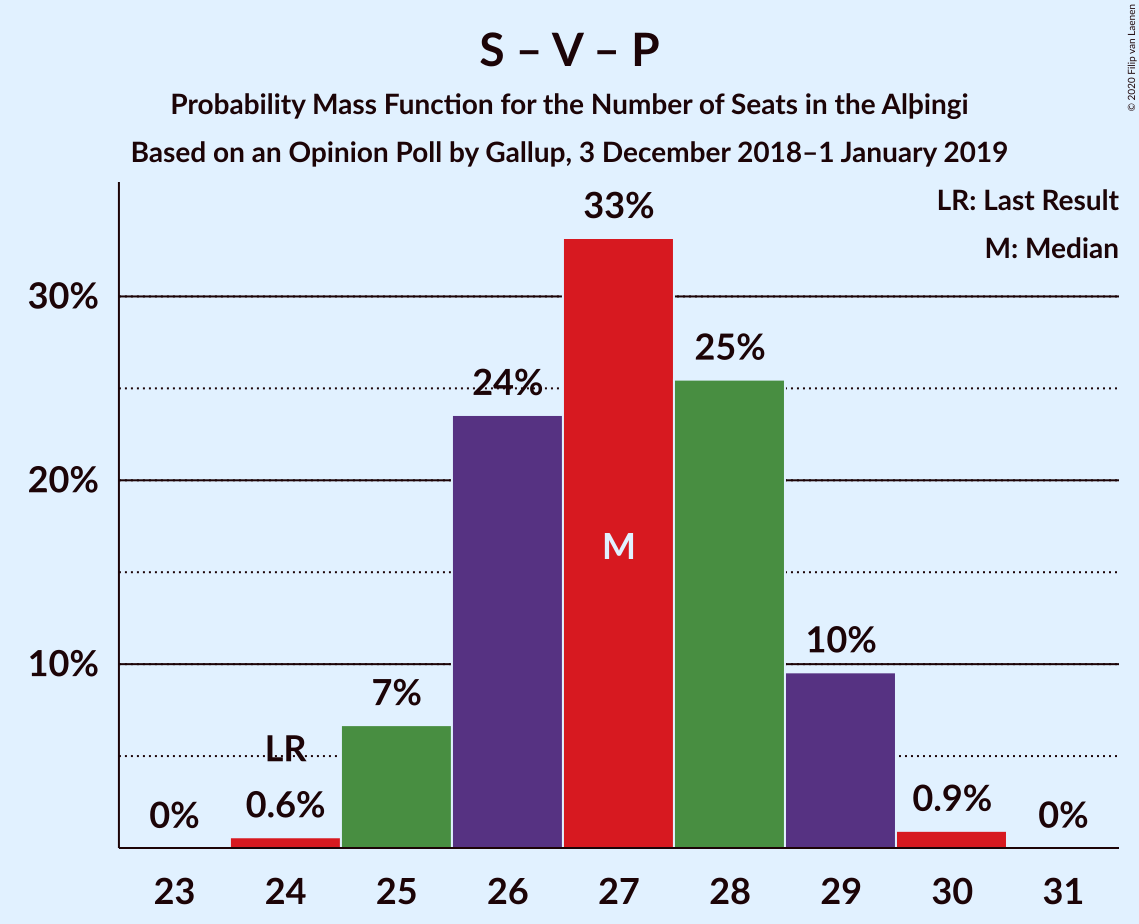 S – V – P
Probability Mass Function for the Number of Seats in the Alþingi
Based on an Opinion Poll by Gallup, 3 December 2018–1 January 2019
© 2020 Filip van Laenen
LR: Last Result
M: Median
33%
30%
25%
24%
20%
M
10%
10%
7%
LR
0%
0.6%
0.9%
0%
23 24 25 26 27 28 29 30 31